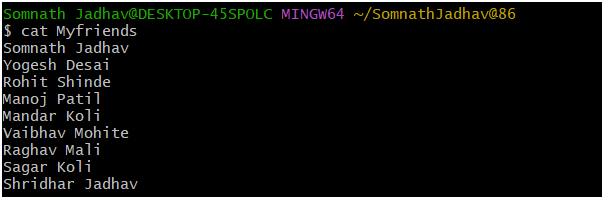 Somnath Jadhav@DESKTOP-45SPOLC MINGW64 ~/SomnathJadhav@86
$ cat Myfriends
Somnath Jadhav
Yogesh Desai
Rohit Shinde
Manoj Patil
Mandar Koli
Vaibhav Mohite
Raghav Mali
Sagar Koli
Shridhar Jadhav